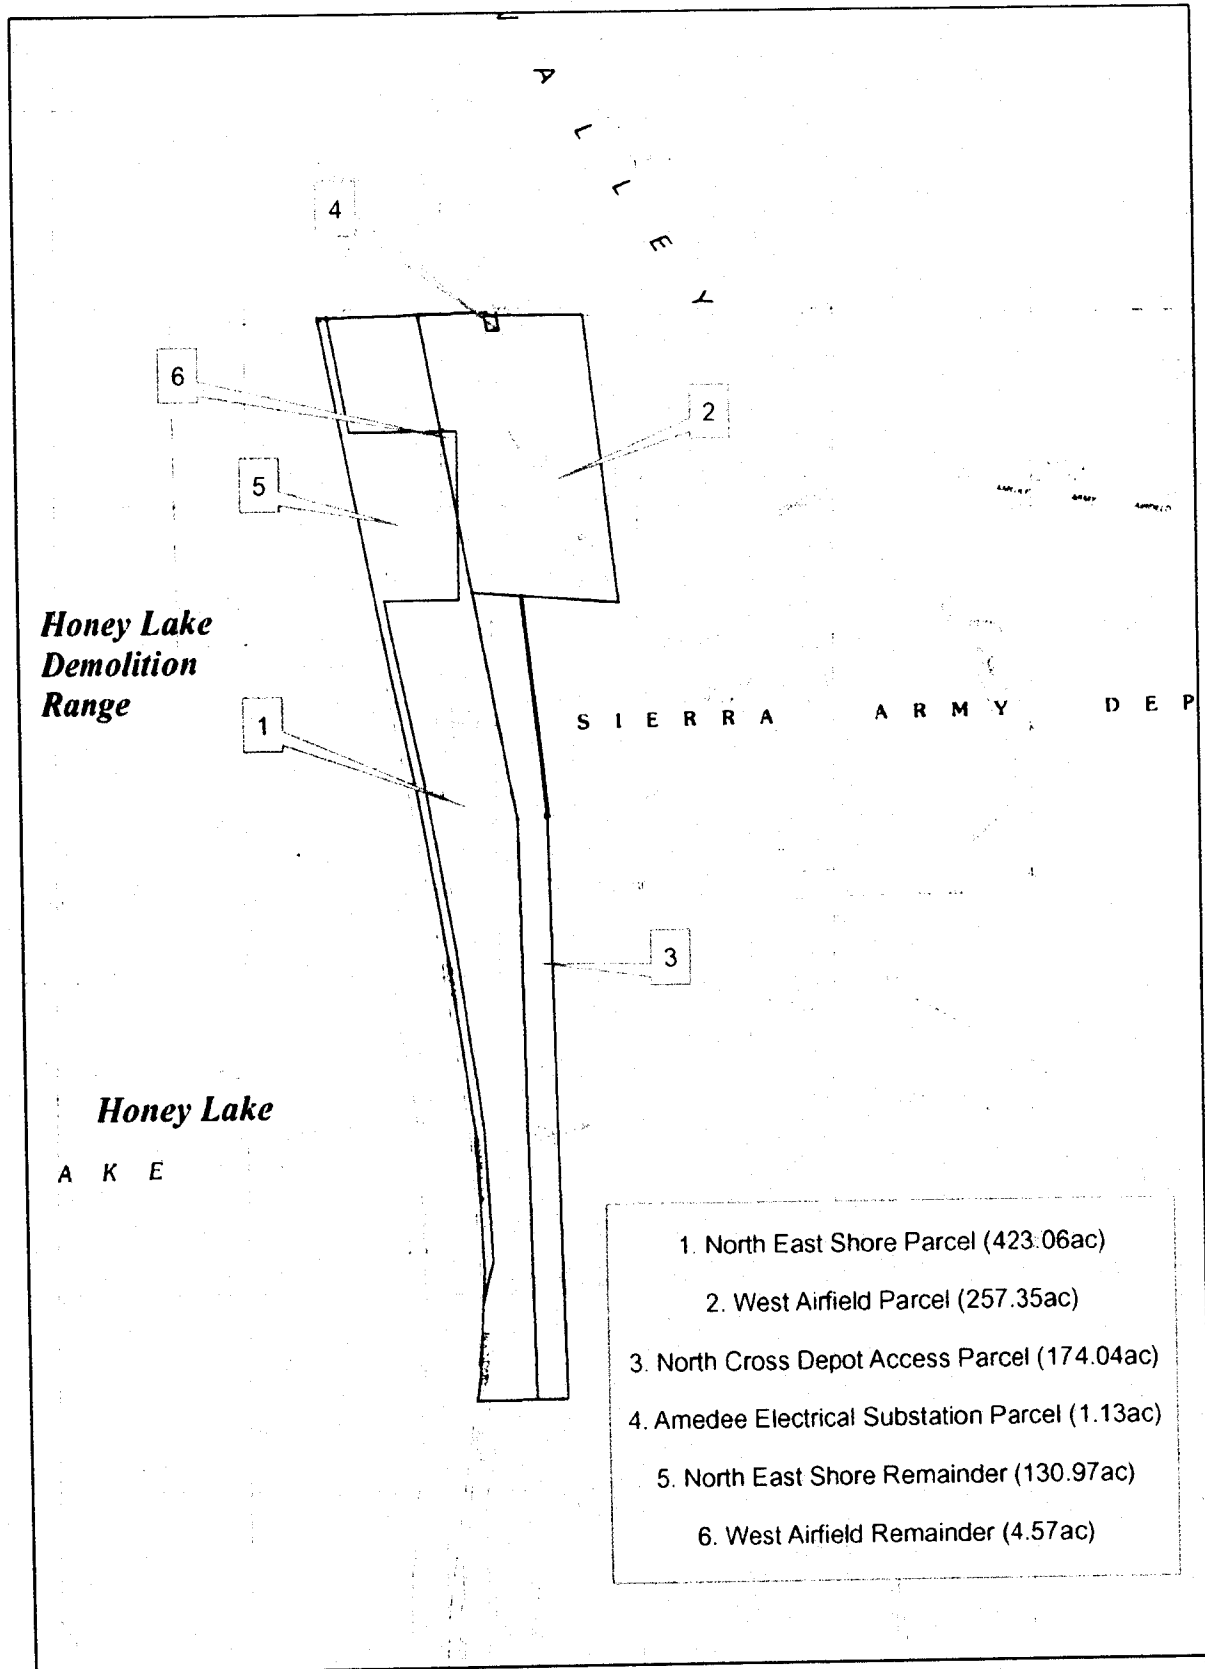 V A L L E Y
4
6
2
5
Honey Lake
Demolition
Range
1
S I E R R A A R M Y D E P
3
Honey Lake
A K E
1. North East Shore Parcel (423.06ac)
2. West Airfield Parcel (257.35ac)
3. North Cross Depot Access Parcel (174.04ac)
4. Amedee Electrical Substation Parcel (1.13ac)
5. North East Shore Remainder (130.97ac)
6. West Airfield Remainder (4.57ac)